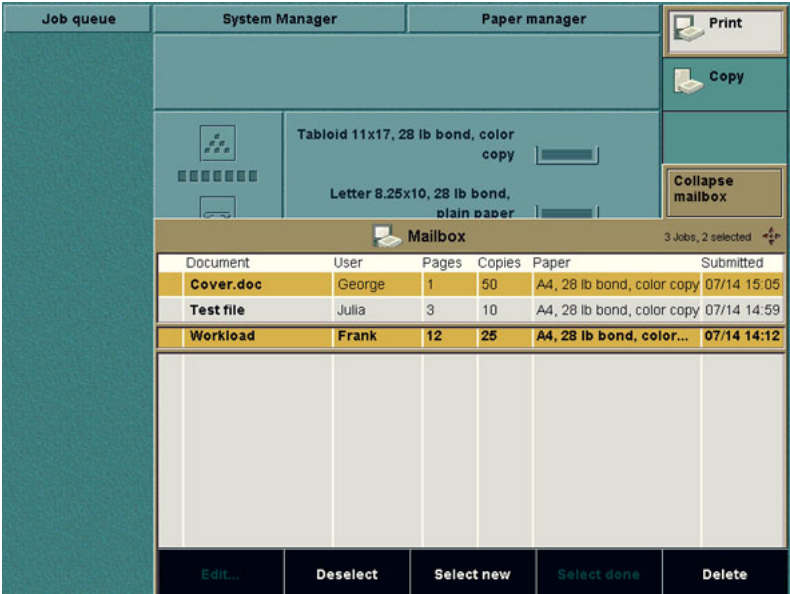 Job queue
System Manager
Paper manager
Print
Copy
Tabloid 11x17, 28 lb bond, color
copy
Letter 8.25x10, 28 lb bond,
plain paper
Collapse
mailbox
Mailbox
3 Jobs, 2 selected
Document User Pages Copies Paper Submitted
Cover.doc George 1 50 A4, 28 lb bond, color copy 07/14 15:05
Test file Julia 3 10 A4, 28 lb bond, color copy 07/14 14:59
Workload Frank 12 25 A4, 28 lb bond, color... 07/14 14:12
Edit... Deselect Select new Select done Delete